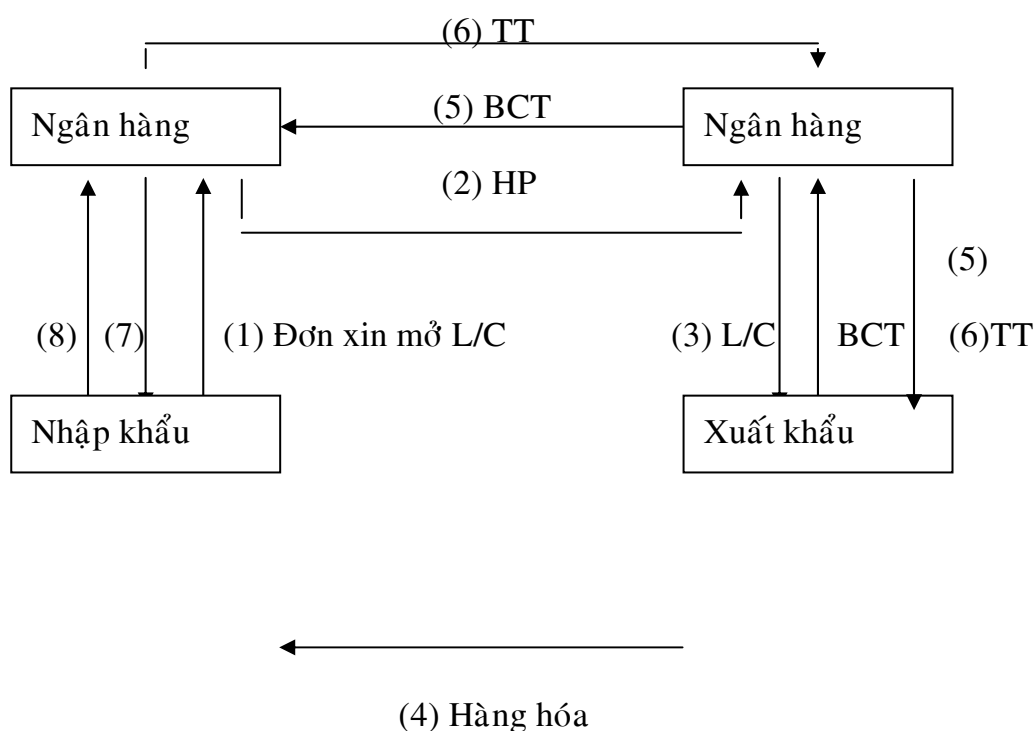 (6) TT
Ngân hàng
(5) BCT
Ngân hàng
(2) HP
(5)
(8)
(7)
(1) Đơn xin mở L/C
(3) L/C
BCT
(6)TT
Nhập khẩu
Xuất khẩu
(4) Hàng hóa